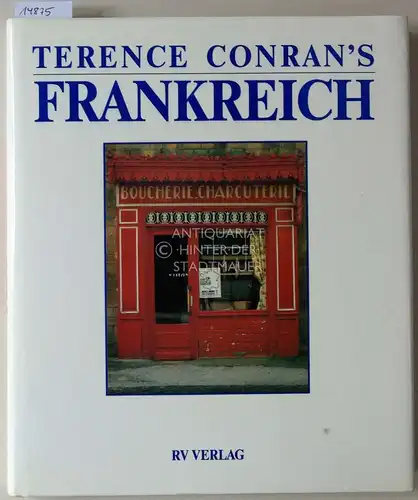 14875
TERENCE CONRAN'S
FRANKREICH
BOUCHERIE.CHARCUTERIE
ANTIQUARIAT
© HINTER DER
STADTMAUER
RV VERLAG